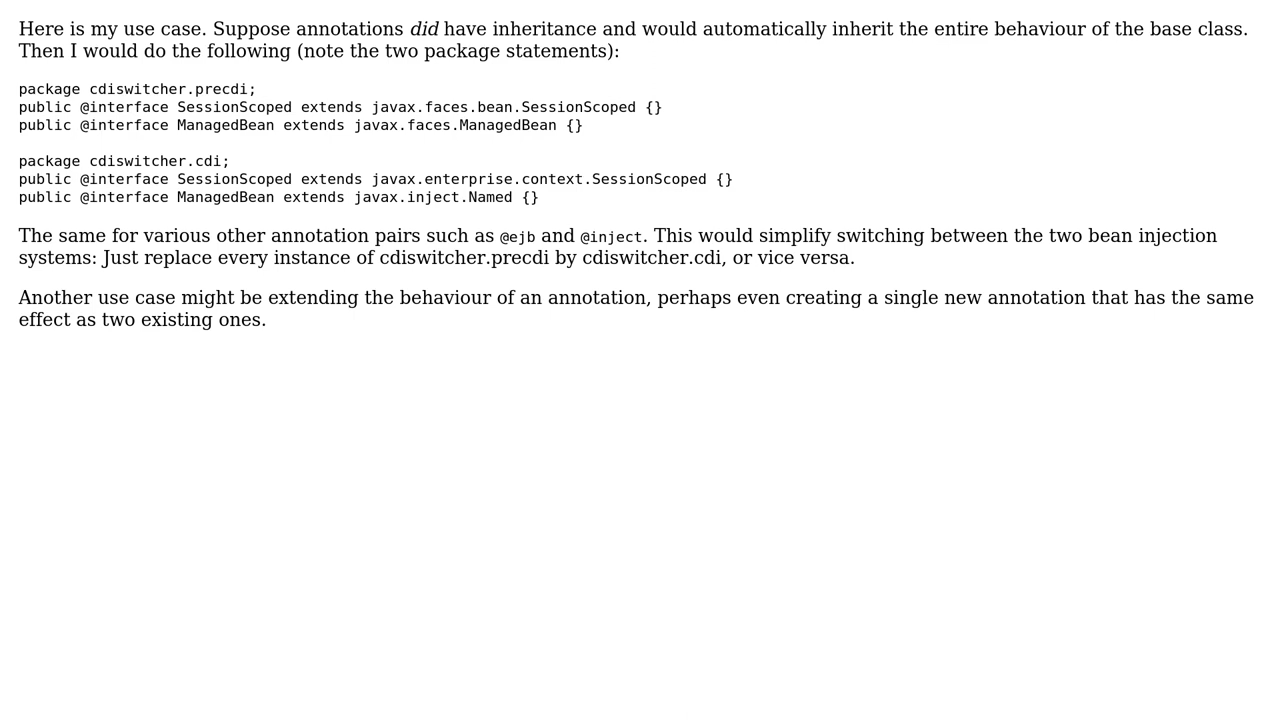 Here is my use case. Suppose annotations did have inheritance and would automatically inherit the entire behaviour of the base class.
Then I would do the following (note the two package statements):
package cdiswitcher.precdi;
public @interface SessionScoped extends javax.faces.bean.SessionScoped {}
public @interface ManagedBean extends javax.faces.ManagedBean {}
package cdiswitcher.cdi;
public @interface SessionScoped extends javax.enterprise.context.SessionScoped {}
public @interface ManagedBean extends javax.inject.Named {}
The same for various other annotation pairs such as @ejb and @inject. This would simplify switching between the two bean injection
systems: Just replace every instance of cdiswitcher.precdi by cdiswitcher.cdi, or vice versa.
Another use case might be extending the behaviour of an annotation, perhaps even creating a single new annotation that has the same
effect as two existing ones.